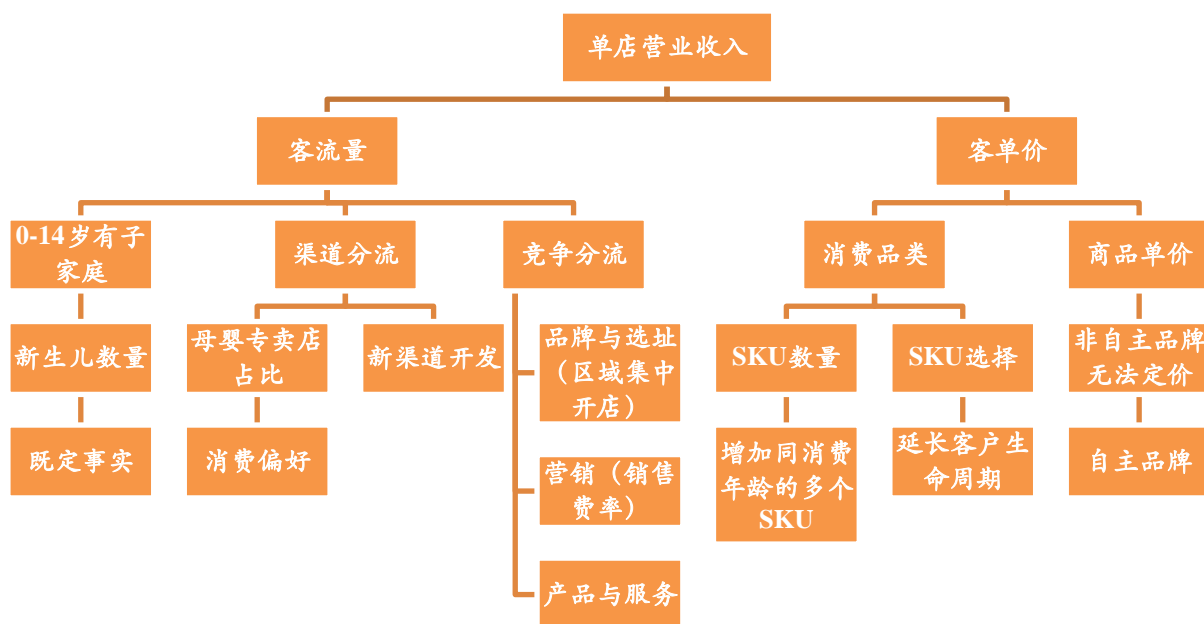 单店营业收入
客流量
客单价
0-14岁有子
家庭
渠道分流
竞争分流
消费品类
商品单价
新生儿数量
母婴专卖店
占比
新渠道开发
品牌与选址
（区域集中
开店）
SKU数量
SKU选择
非自主品牌
无法定价
既定事实
消费偏好
营销（销售
费率）
增加同消费
年龄的多个
SKU
延长客户生
命周期
自主品牌
产品与服务